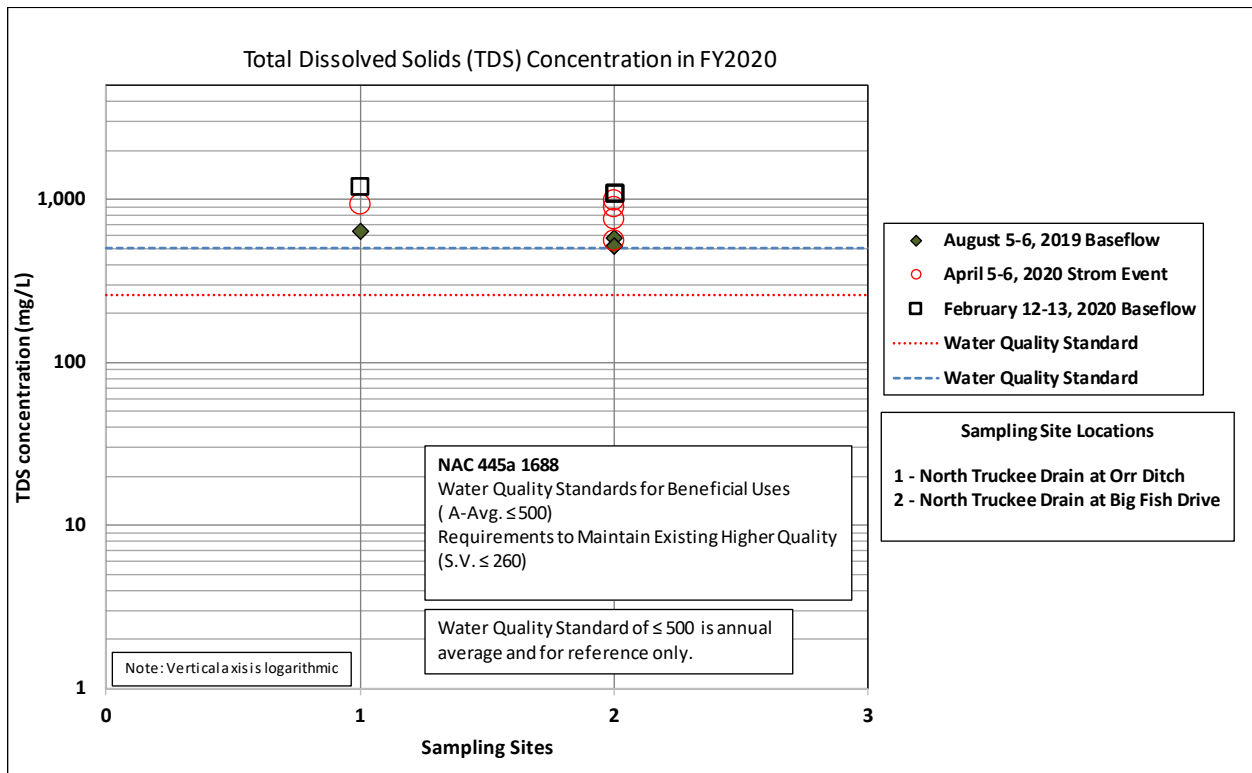 Total Dissolved Solids (TDS) Concentration in FY2020
TDS concentration (mg/L)
1,000
100
10
1
0
1
2
3
Sampling Sites
Note: Vertical axis is logarithmic
NAC 445a 1688
Water Quality Standards for Beneficial Uses
( A-Avg. ≤ 500)
Requirements to Maintain Existing Higher Quality
(S.V. ≤ 260)
Water Quality Standard of ≤ 500 is annual
average and for reference only.
August 5-6, 2019 Baseflow
April 5-6, 2020 Strom Event
February 12-13, 2020 Baseflow
Water Quality Standard
Water Quality Standard
Sampling Site Locations
1 - North Truckee Drain at Orr Ditch
2 - North Truckee Drain at Big Fish Drive